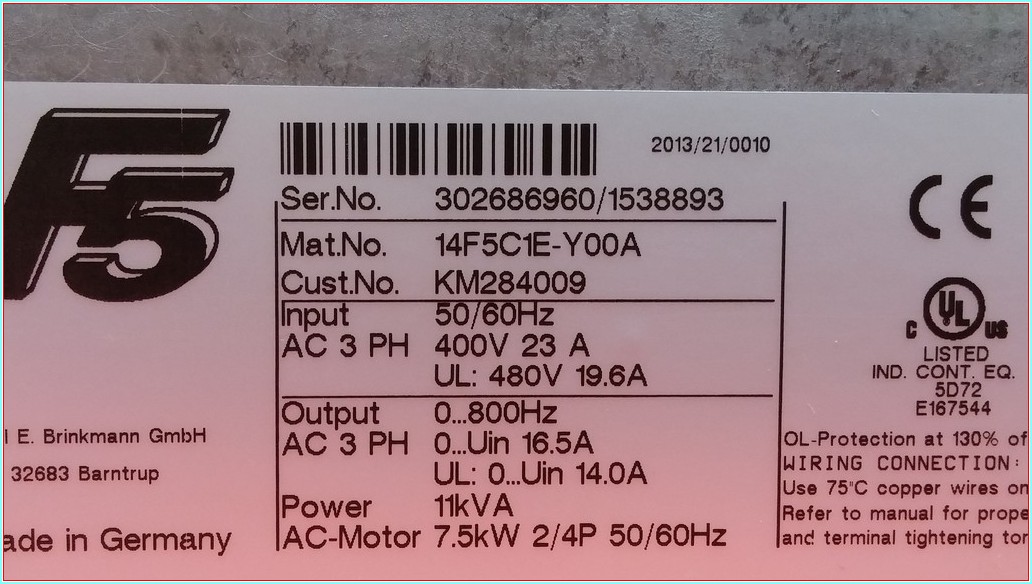 F5
2013/21/0010
Ser.No. 302686960/1538893
Mat.No. 14F5C1E-Y00A
Cust.No. KM284009
Input 50/60Hz
AC 3 PH 400V 23 A
UL: 480V 19.6A
Output 0...800Hz
AC 3 PH 0...Uin 16.5A
UL: 0...Uin 14.0A
Power 11kVA
AC-Motor 7.5kW 2/4P 50/60Hz
E. Brinkmann GmbH
32683 Barntrup
ade in Germany
CE
C UL US
LISTED
IND. CONT. EQ.
5D72
E167544
OL-Protection at 130% of
WIRING CONNECTION:
Use 75°C copper wires on
Refer to manual for prope
and terminal tightening tor